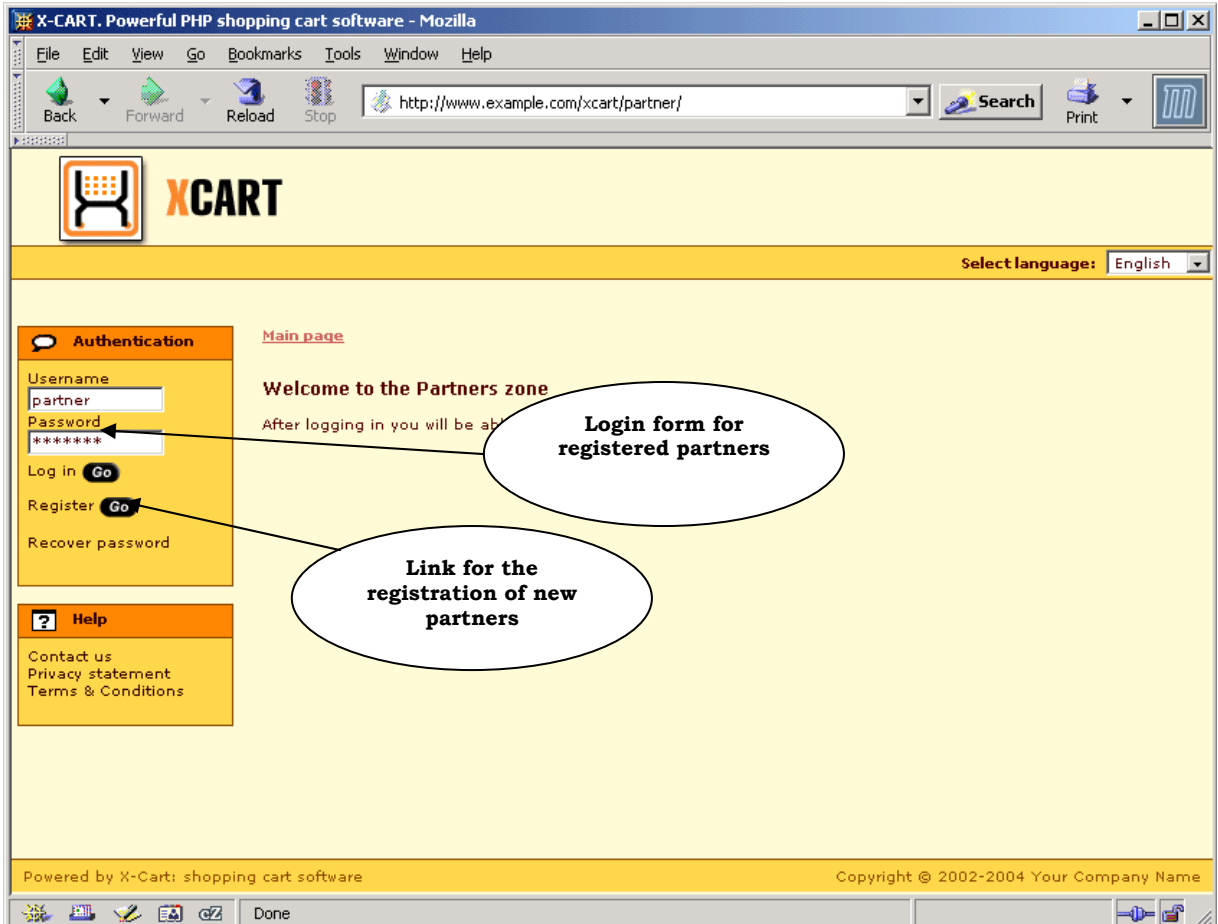 X-CART. Powerful PHP shopping cart software - Mozilla
File Edit View Go Bookmarks Tools Window Help
Back Forward Reload Stop http://www.example.com/xcart/partner/ Search Print
XCART
Select language: English
Authentication
Username
partner
Password
*******
Log in Go
Register Go
Recover password
Help
Contact us
Privacy statement
Terms & Conditions
Main page
Welcome to the Partners zone
After logging in you will be
Login form for
registered partners
Link for the
registration of new
partners
Powered by X-Cart: shopping cart software Copyright © 2002-2004 Your Company Name
Done